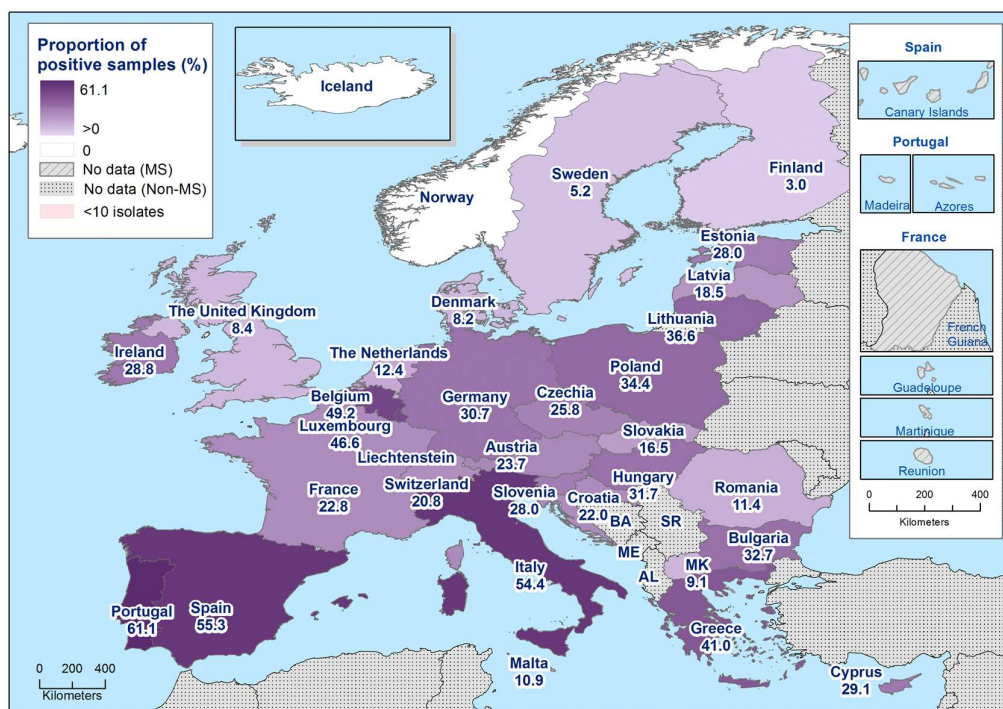 Proportion of
positive samples (%)
61.1
>0
0
No data (MS)
No data (Non-MS)
<10 isolates
Iceland
Norway
Sweden
5.2
Finland
3.0
Estonia
28.0
Latvia
18.5
Lithuania
36.6
Denmark
8.2
The United Kingdom
8.4
Ireland
28.8
The Netherlands
12.4
Belgium
49.2
Luxembourg
46.6
Germany
30.7
Poland
34.4
Czechia
25.8
Slovakia
16.5
Austria
23.7
Liechtenstein
Switzerland
20.8
France
22.8
Hungary
31.7
Slovenia
28.0
Croatia
22.0
Romania
11.4
BA
SR
Bulgaria
32.7
ME
MK
9.1
AL
Italy
54.4
Portugal
61.1
Spain
55.3
Greece
41.0
Malta
10.9
Cyprus
29.1
0 200 400
Kilometers
Spain
Canary Islands
Portugal
Madeira
Azores
France
French
Guiana
Guadeloupe
Martinique
Reunion
0 200 400
Kilometers